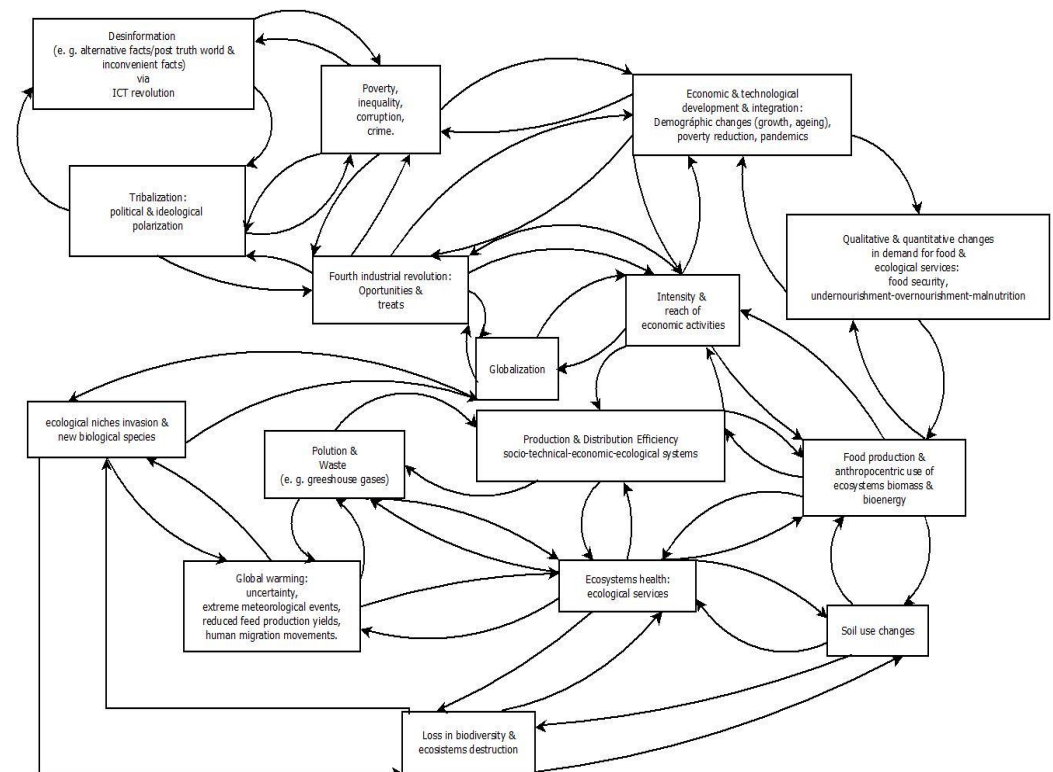 Desinformation
(e. g. alternative facts/post truth world &
inconvenient facts)
via
ICT revolution
Poverty,
inequality,
corruption,
crime.
Economic & technological
development & integration:
Demográphic changes (growth, ageing),
poverty reduction, pandemics
Tribalization:
political & ideological
polarization
Qualitative & quantitative changes
in demand for food &
ecological services:
food security,
undernourishment-overnourishment-malnutrition
Fourth industrial revolution:
Oportunities &
treats
Intensity &
reach of
economic activities
Globalization
ecological niches invasion &
new biological species
Polution &
Waste
(e. g. greeshouse gases)
Production & Distribution Efficiency
socio-technical-economic-ecological systems
Food production &
anthropocentric use of
ecosystems biomass &
bioenergy
Global warming:
uncertainty,
extreme meteorological events,
reduced feed production yields,
human migration movements.
Ecosystems health:
ecological services
Soil use changes
Loss in biodiversity &
ecosistems destruction